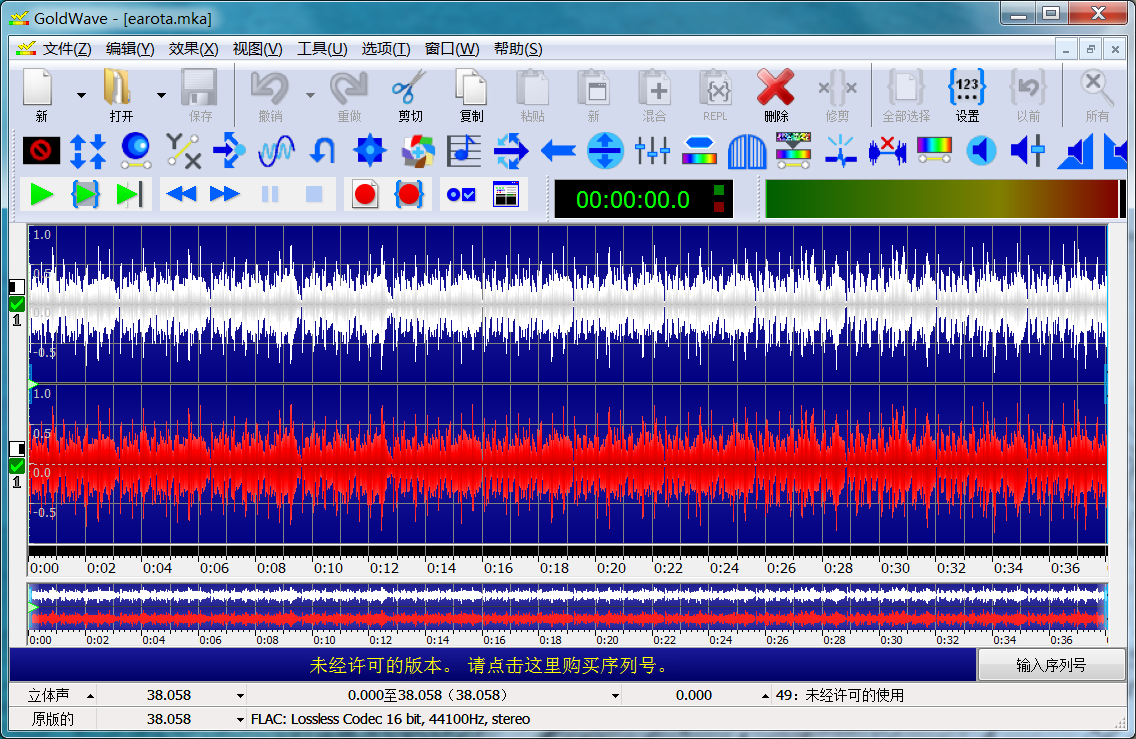 GoldWave - [earota.mka]
文件(Z) 编辑(Y) 效果(X) 视图(V) 工具(U) 选项(T) 窗口(W) 帮助(S)
新 打开 保存 撤销 重做 剪切 复制 粘贴 新 混合 REPL 删除 修剪 全部选择 设置 以前 所有
123
00:00:00.0
1.0
0.5
0.0
-0.5
1
1.0
0.5
0.0
-0.5
1
0:00 0:02 0:04 0:06 0:08 0:10 0:12 0:14 0:16 0:18 0:20 0:22 0:24 0:26 0:28 0:30 0:32 0:34 0:36
0:00 0:02 0:04 0:06 0:08 0:10 0:12 0:14 0:16 0:18 0:20 0:22 0:24 0:26 0:28 0:30 0:32 0:34 0:36
未经许可的版本。 请点击这里购买序列号。 输入序列号
立体声 38.058 0.000至38.058（38.058） 0.000 49：未经许可的使用
原版的 38.058 FLAC: Lossless Codec 16 bit, 44100Hz, stereo